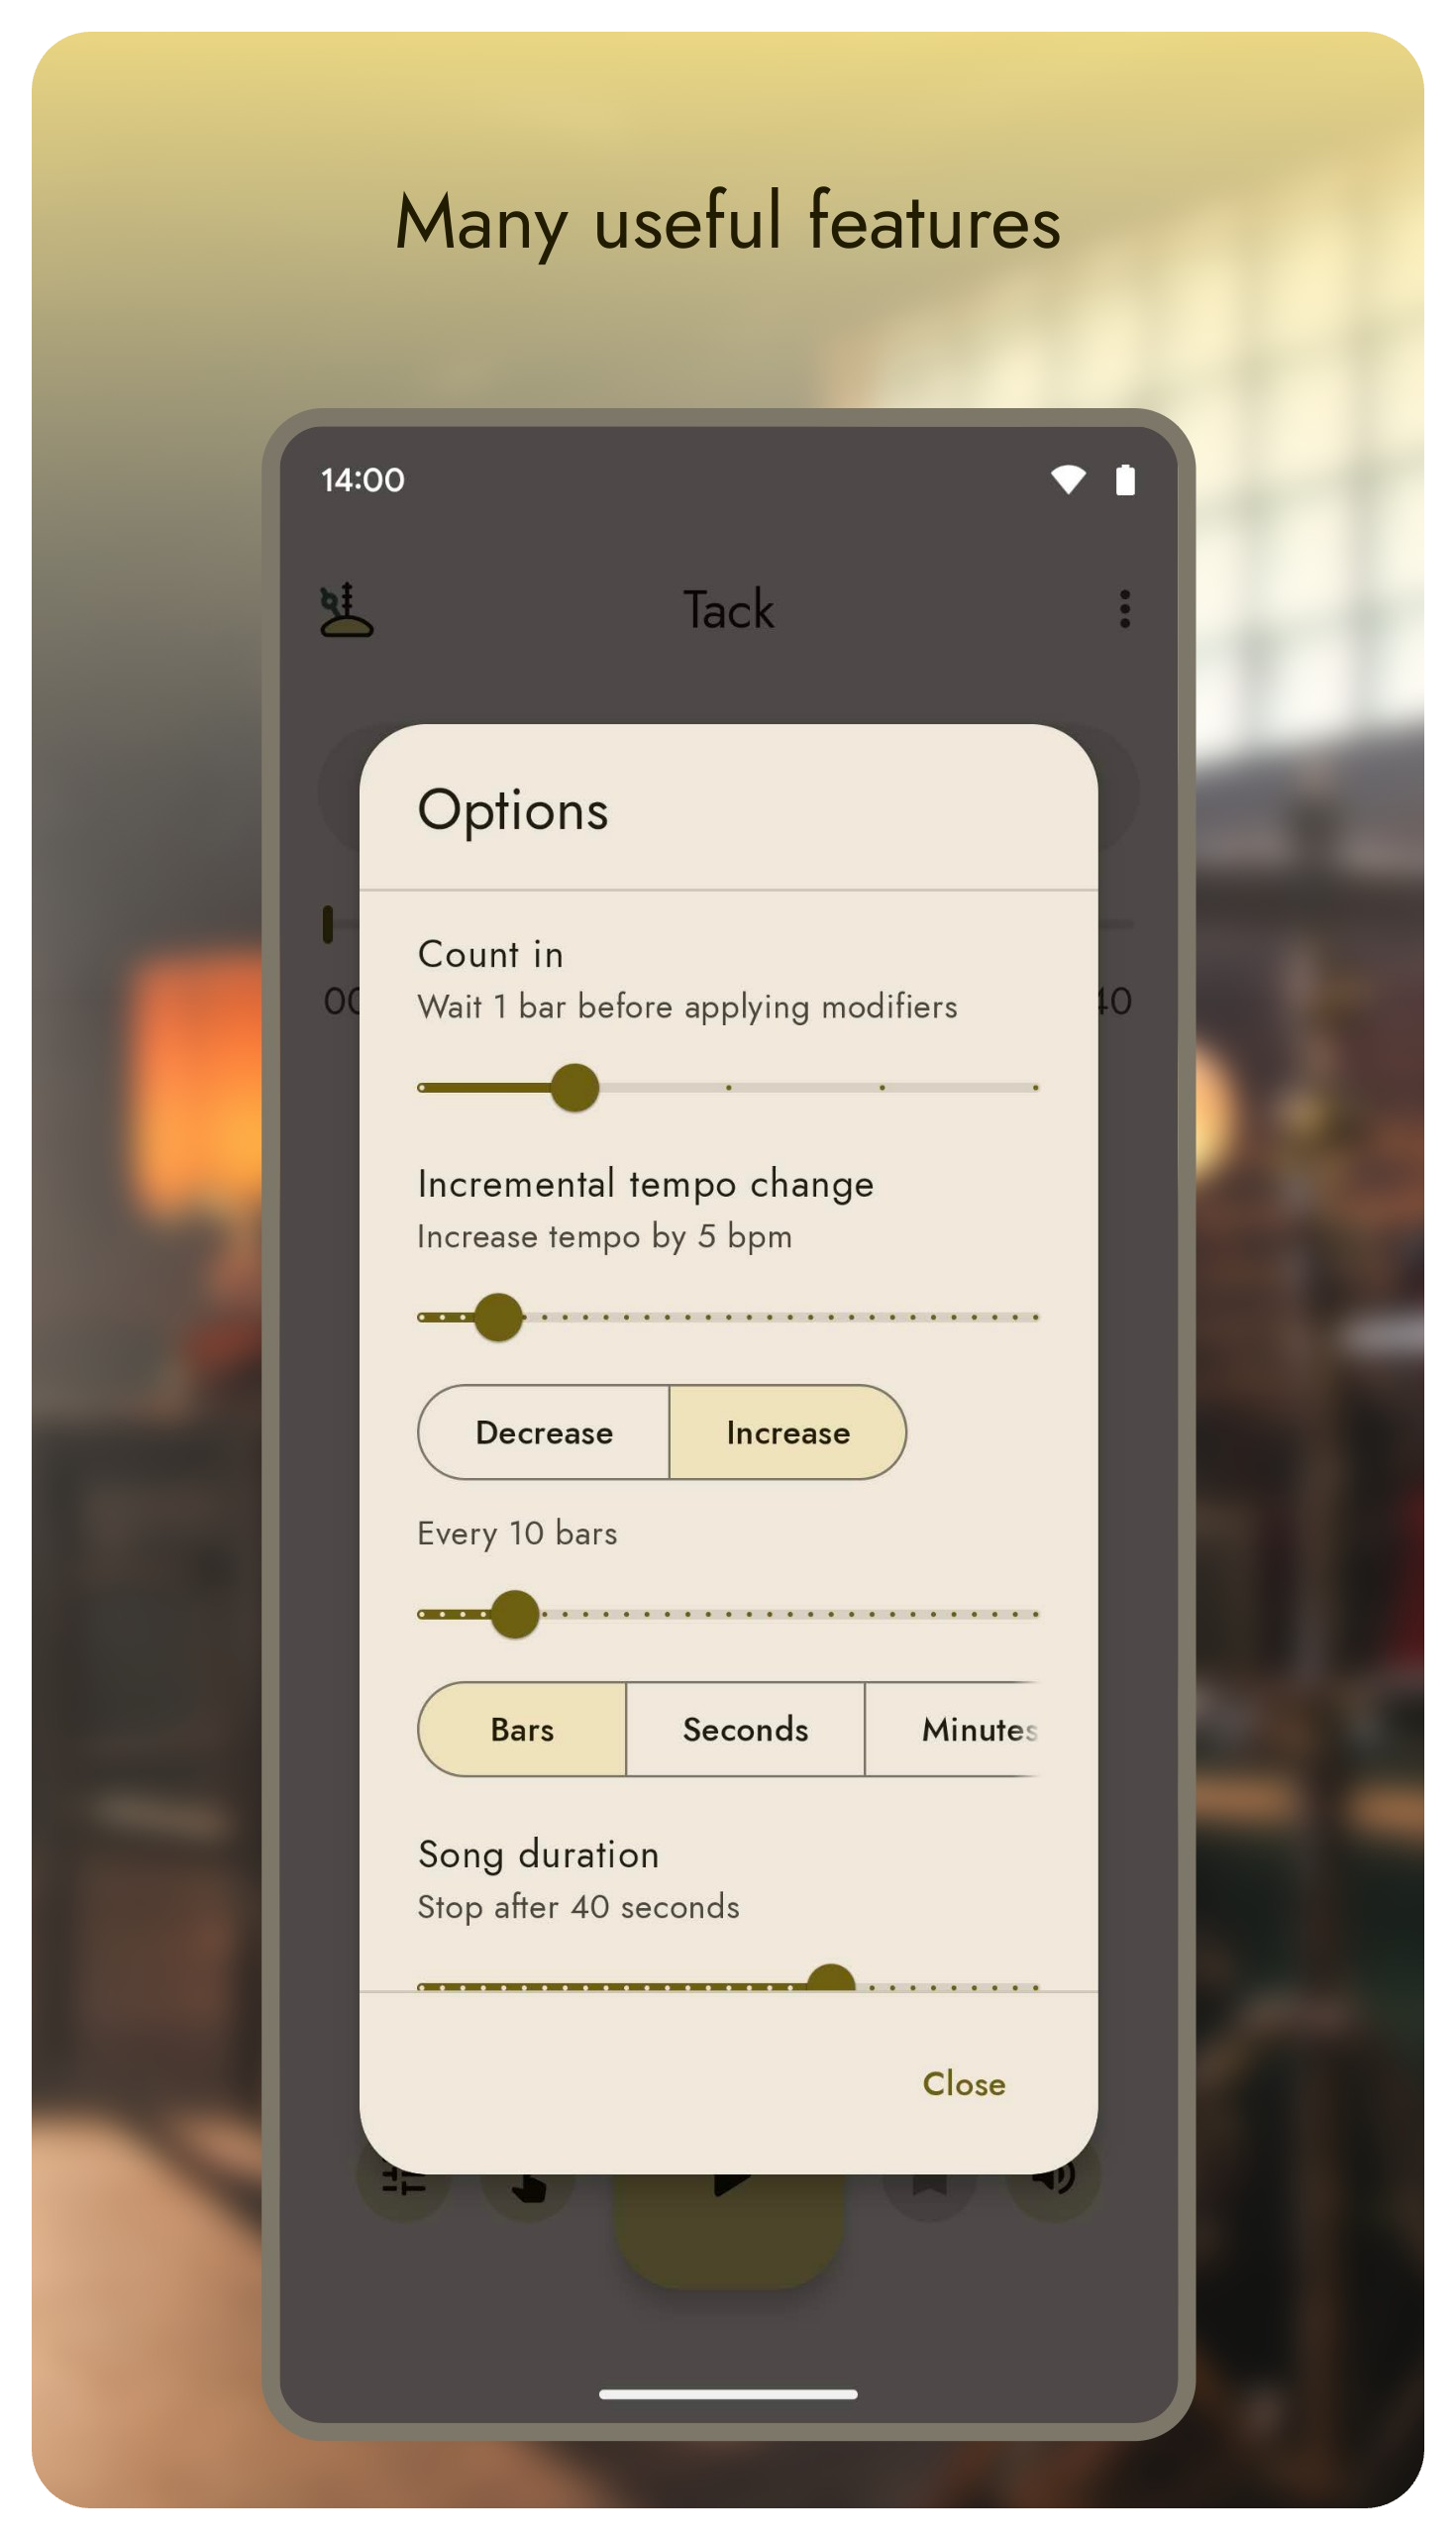 Many useful features
14:00
Tack
Options
Count in
Wait 1 bar before applying modifiers
Incremental tempo change
Increase tempo by 5 bpm
Decrease Increase
Every 10 bars
Bars Seconds Minutes
Song duration
Stop after 40 seconds
Close